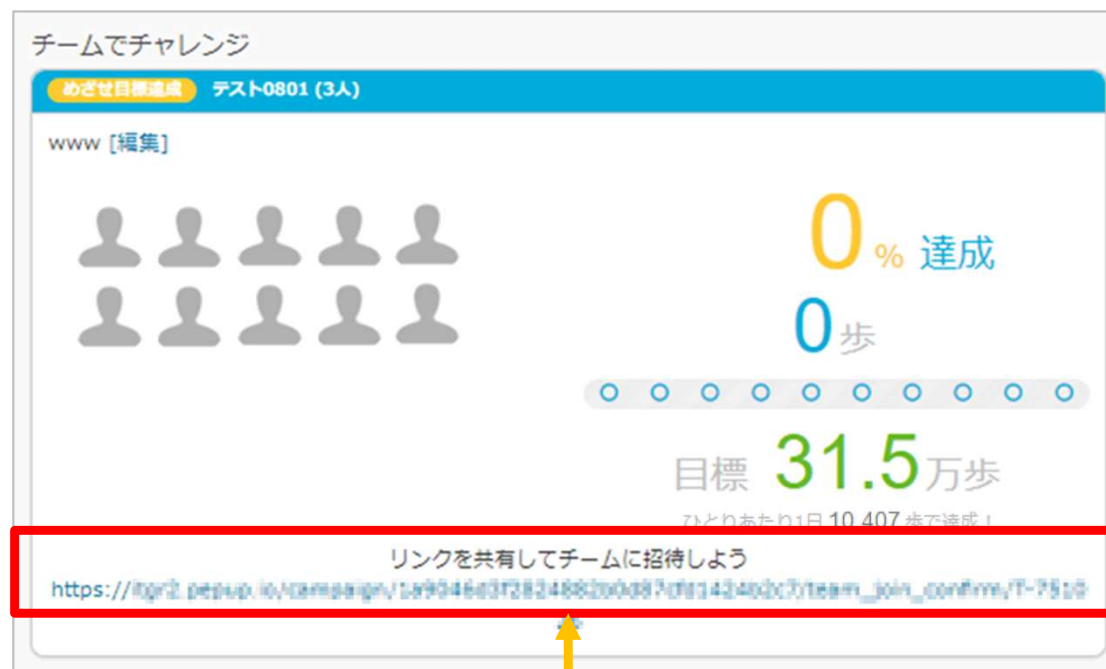 チームでチャレンジ
めざせ目標達成 テスト0801 (3人)
www [編集]
0 % 達成
0 歩
目標 31.5 万歩
ひとりあたり1日 10,407 歩で達成！
リンクを共有してチームに招待しよう
https://